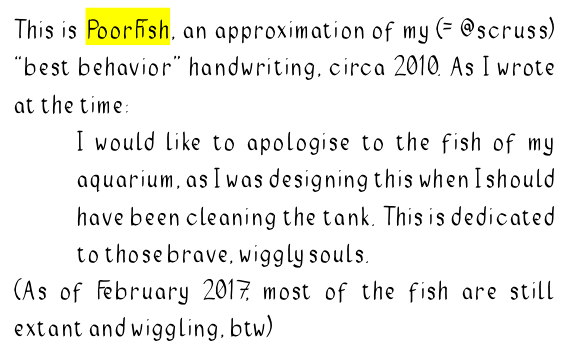 This is PoorFish, an approximation of my (= @scruss)
"best behavior" handwriting, circa 2010. As I wrote
at the time:
I would like to apologise to the fish of my
aquarium, as I was designing this when I should
have been cleaning the tank. This is dedicated
to those brave, wiggly souls.
(As of February 2017, most of the fish are still
extant and wiggling, btw)